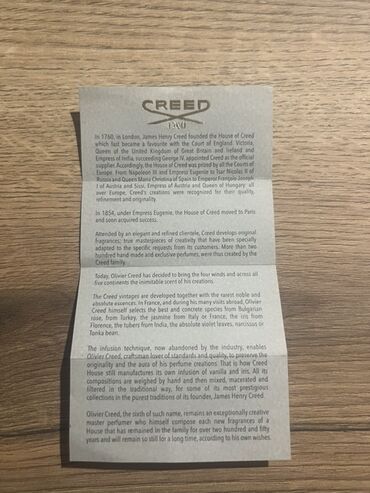 CREED
1760
In 1760, in London, James Henry Creed founded the House of Creed
which last became a favourite with the Court of England. Victoria,
Queen of the United Kingdom of Great Britain and Ireland and
Empress of India, succeeding George IV, appointed Creed as the official
supplier. Accordingly, the House of Creed was prized by all the Courts of
Europe. From Napoleon III and Empress Eugenie to Tsar Nicolas II of
Russia and Queen Maria Christina of Spain to Emperor François Joseph
I of Austria and Sissi, Empress of Austria and Queen of Hungary: all
over Europe, Creed's creations were recognized for their quality,
refinement and originality.
In 1854, under Empress Eugenie, the House of Creed moved to Paris
and soon acquired success.
Attended by an elegant and refined clientele, Creed develops original
fragrances; true masterpieces of creativity that have been specially
adapted to the specific requests from its customers. More than two
hundred hand made and exclusive perfumes, were thus created by the
Creed family.
Today, Olivier Creed has decided to bring the four winds and across all
five continents the inimitable scent of his creations.
The Creed vintages are developed together with the rarest noble and
absolute essences. In France, and during his many visits abroad, Olivier
Creed himself selects the best and concrete species from Bulgarian
rose, from Turkey, the jasmine from Italy or France, the iris from
Florence, the tubers from India, the absolute violet leaves, narcissus or
Tonka bean.
The infusion technique, now abandoned by the industry, enables
Olivier Creed, craftsman lover of standards and quality, to preserve the
originality and the aura of his perfume creations. That is how Creed
House still manufactures its own infusion of vanilla and iris. All its
compositions are weighed by hand and then mixed, macerated and
filtered in the traditional way, for some of its most prestigious
collections in the purest traditions of its founder, James Henry Creed.
Olivier Creed, the sixth of such name, remains an exceptionally creative
master perfumer who himself composes each new fragrances of a
House that has remained in the family for over two hundred and fifty
years and will remain so still for a long time, according to his own wishes.